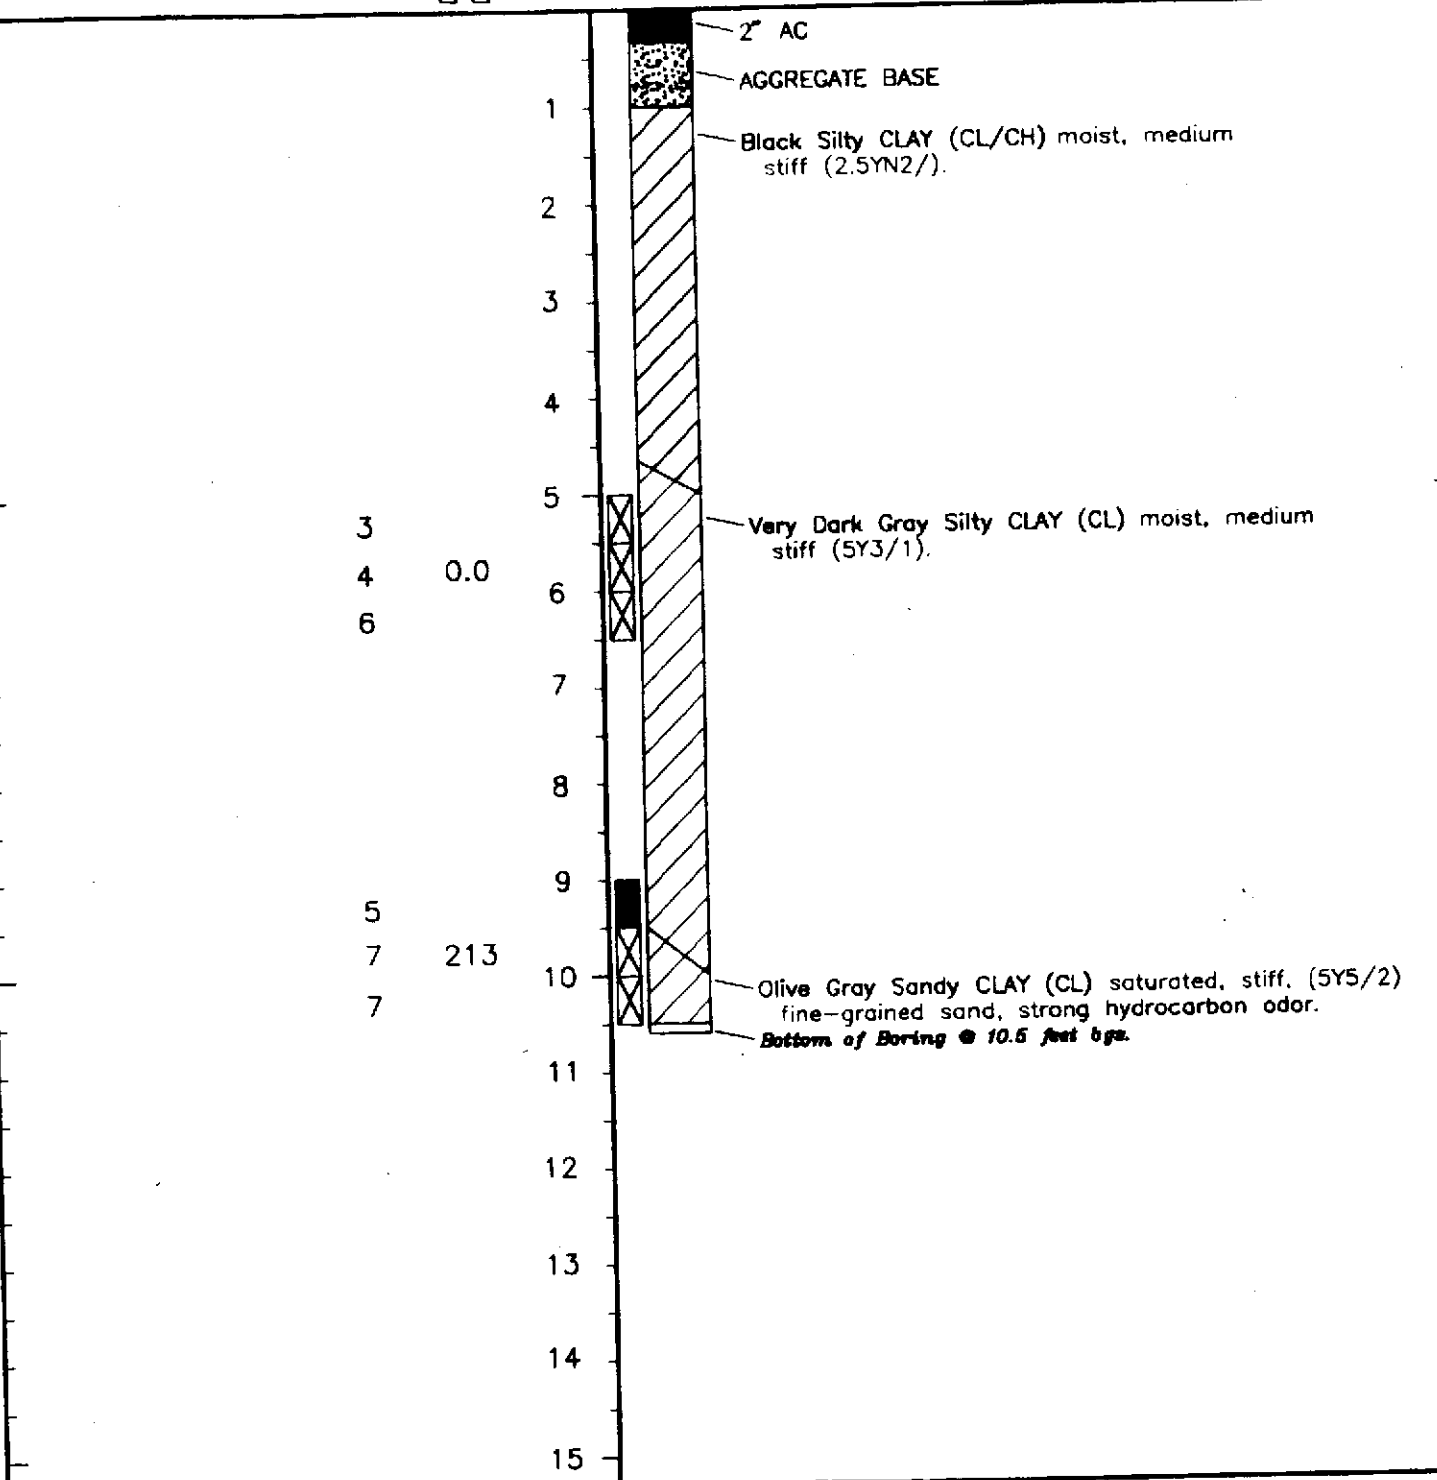 2" AC
AGGREGATE BASE
1
Black Silty CLAY (CL/CH) moist, medium
stiff (2.5YN2/).
2
3
4
5
3
Very Dark Gray Silty CLAY (CL) moist, medium
stiff (5Y3/1).
4 0.0
6
6
7
8
9
5
7 213
10
Olive Gray Sandy CLAY (CL) saturated, stiff, (5Y5/2)
7
fine-grained sand, strong hydrocarbon odor.
Bottom of Boring @ 10.5 feet bgs.
11
12
13
14
15